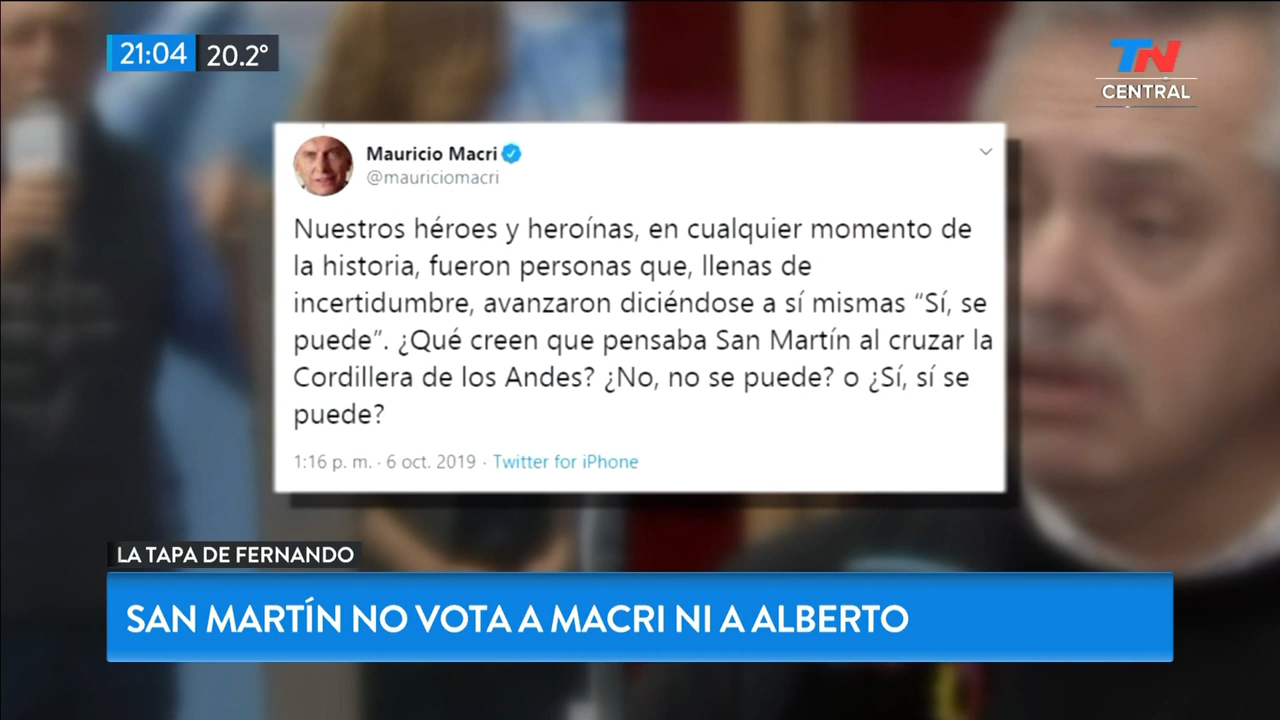 21:04 20.2°
TN
CENTRAL
Mauricio Macri
@mauriciomacri
Nuestros héroes y heroínas, en cualquier momento de
la historia, fueron personas que, llenas de
incertidumbre, avanzaron diciéndose a sí mismas “Sí, se
puede”. ¿Qué creen que pensaba San Martín al cruzar la
Cordillera de los Andes? ¿No, no se puede? o ¿Sí, sí se
puede?
1:16 p. m. · 6 oct. 2019 · Twitter for iPhone
LA TAPA DE FERNANDO
SAN MARTÍN NO VOTA A MACRI NI A ALBERTO